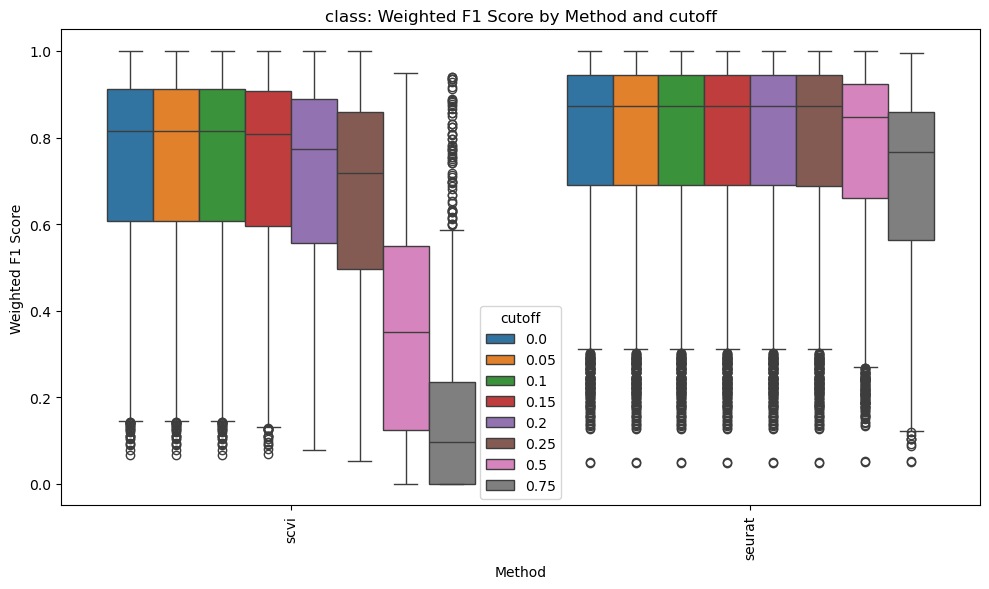 class: Weighted F1 Score by Method and cutoff
Weighted F1 Score
1.0
0.8
0.6
0.4
0.2
0.0
cutoff
0.0
0.05
0.1
0.15
0.2
0.25
0.5
0.75
scvi
seurat
Method